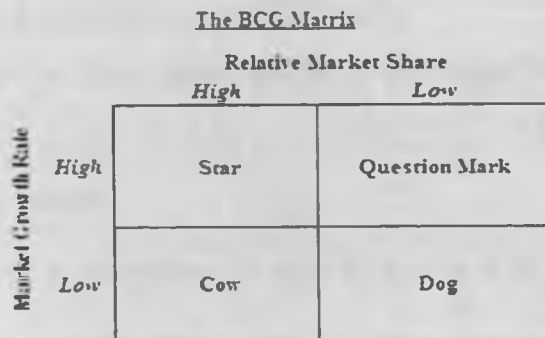 The BCG Matrix
Relative Market Share
High Low
Market Growth Rate
High Star Question Mark
Low Cow Dog